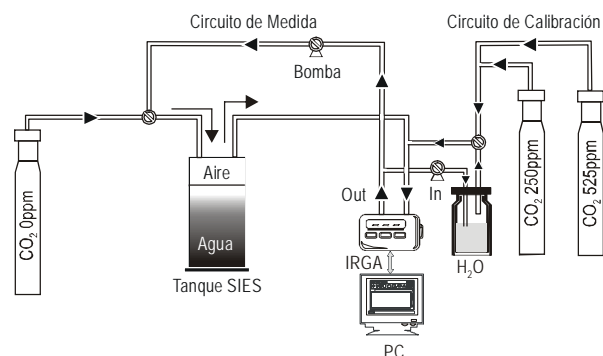 Circuito de Medida
Circuito de Calibración
Bomba
CO2 0ppm
Aire
Agua
Tanque SIES
Out
In
IRGA
PC
H2O
CO2 250ppm
CO2 525ppm